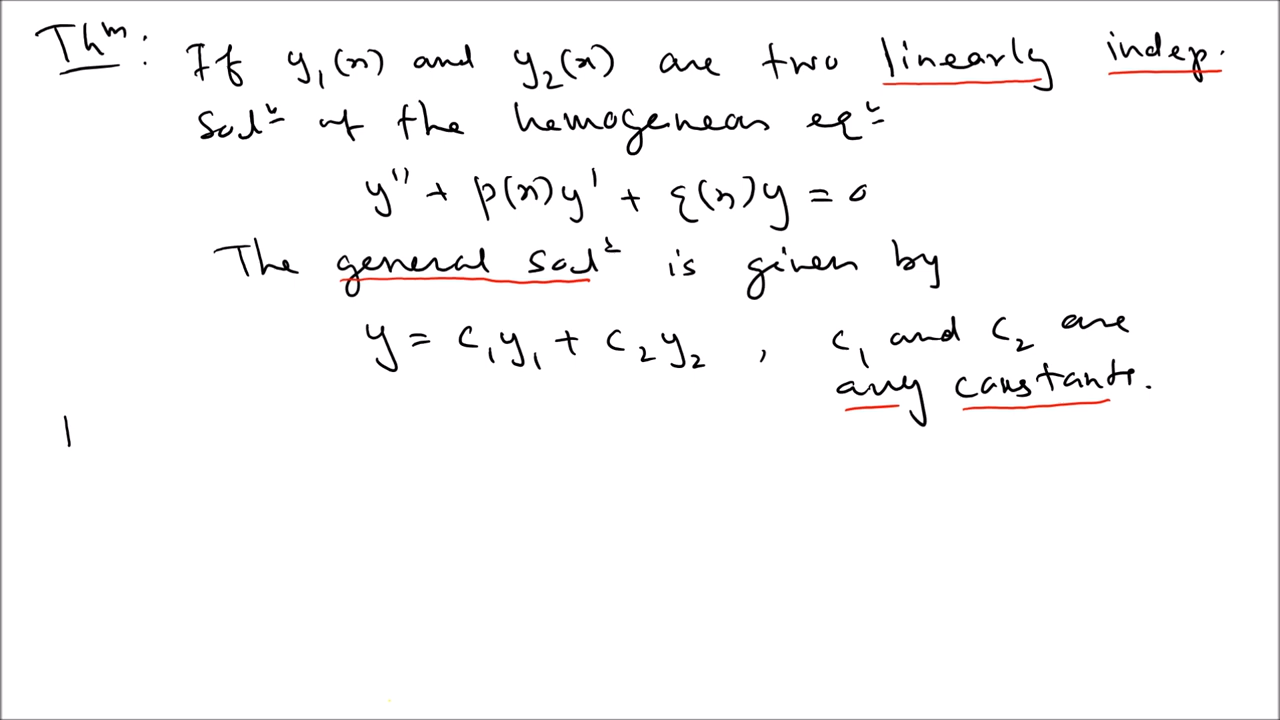 Thᵐ: If y₁(x) and y₂(x) are two linearly indep.
Solⁿ of the homogeneous eqⁿ
y'' + p(x)y' + q(x)y = 0
The general solⁿ is given by
y = c₁y₁ + c₂y₂ , c₁ and c₂ are
any constants.